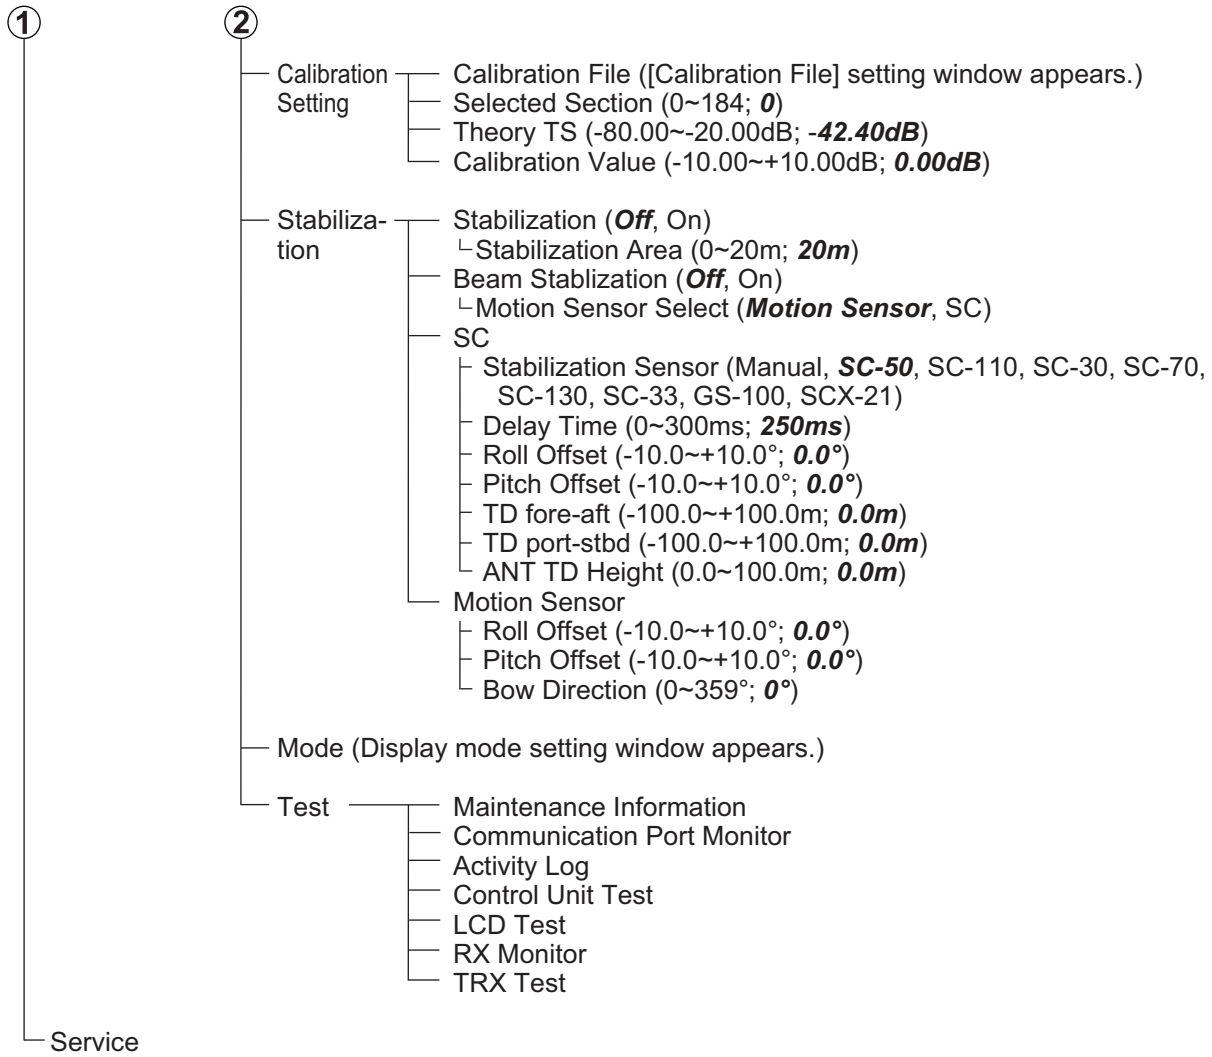 1 2
Calibration Setting
Calibration File ([Calibration File] setting window appears.)
Selected Section (0~184; 0)
Theory TS (-80.00~-20.00dB; -42.40dB)
Calibration Value (-10.00~+10.00dB; 0.00dB)
Stabiliza-
tion
Stabilization (Off, On)
Stabilization Area (0~20m; 20m)
Beam Stablization (Off, On)
Motion Sensor Select (Motion Sensor, SC)
SC
Stabilization Sensor (Manual, SC-50, SC-110, SC-30, SC-70,
SC-130, SC-33, GS-100, SCX-21)
Delay Time (0~300ms; 250ms)
Roll Offset (-10.0~+10.0°; 0.0°)
Pitch Offset (-10.0~+10.0°; 0.0°)
TD fore-aft (-100.0~+100.0m; 0.0m)
TD port-stbd (-100.0~+100.0m; 0.0m)
ANT TD Height (0.0~100.0m; 0.0m)
Motion Sensor
Roll Offset (-10.0~+10.0°; 0.0°)
Pitch Offset (-10.0~+10.0°; 0.0°)
Bow Direction (0~359°; 0°)
Mode (Display mode setting window appears.)
Test
Maintenance Information
Communication Port Monitor
Activity Log
Control Unit Test
LCD Test
RX Monitor
TRX Test
Service